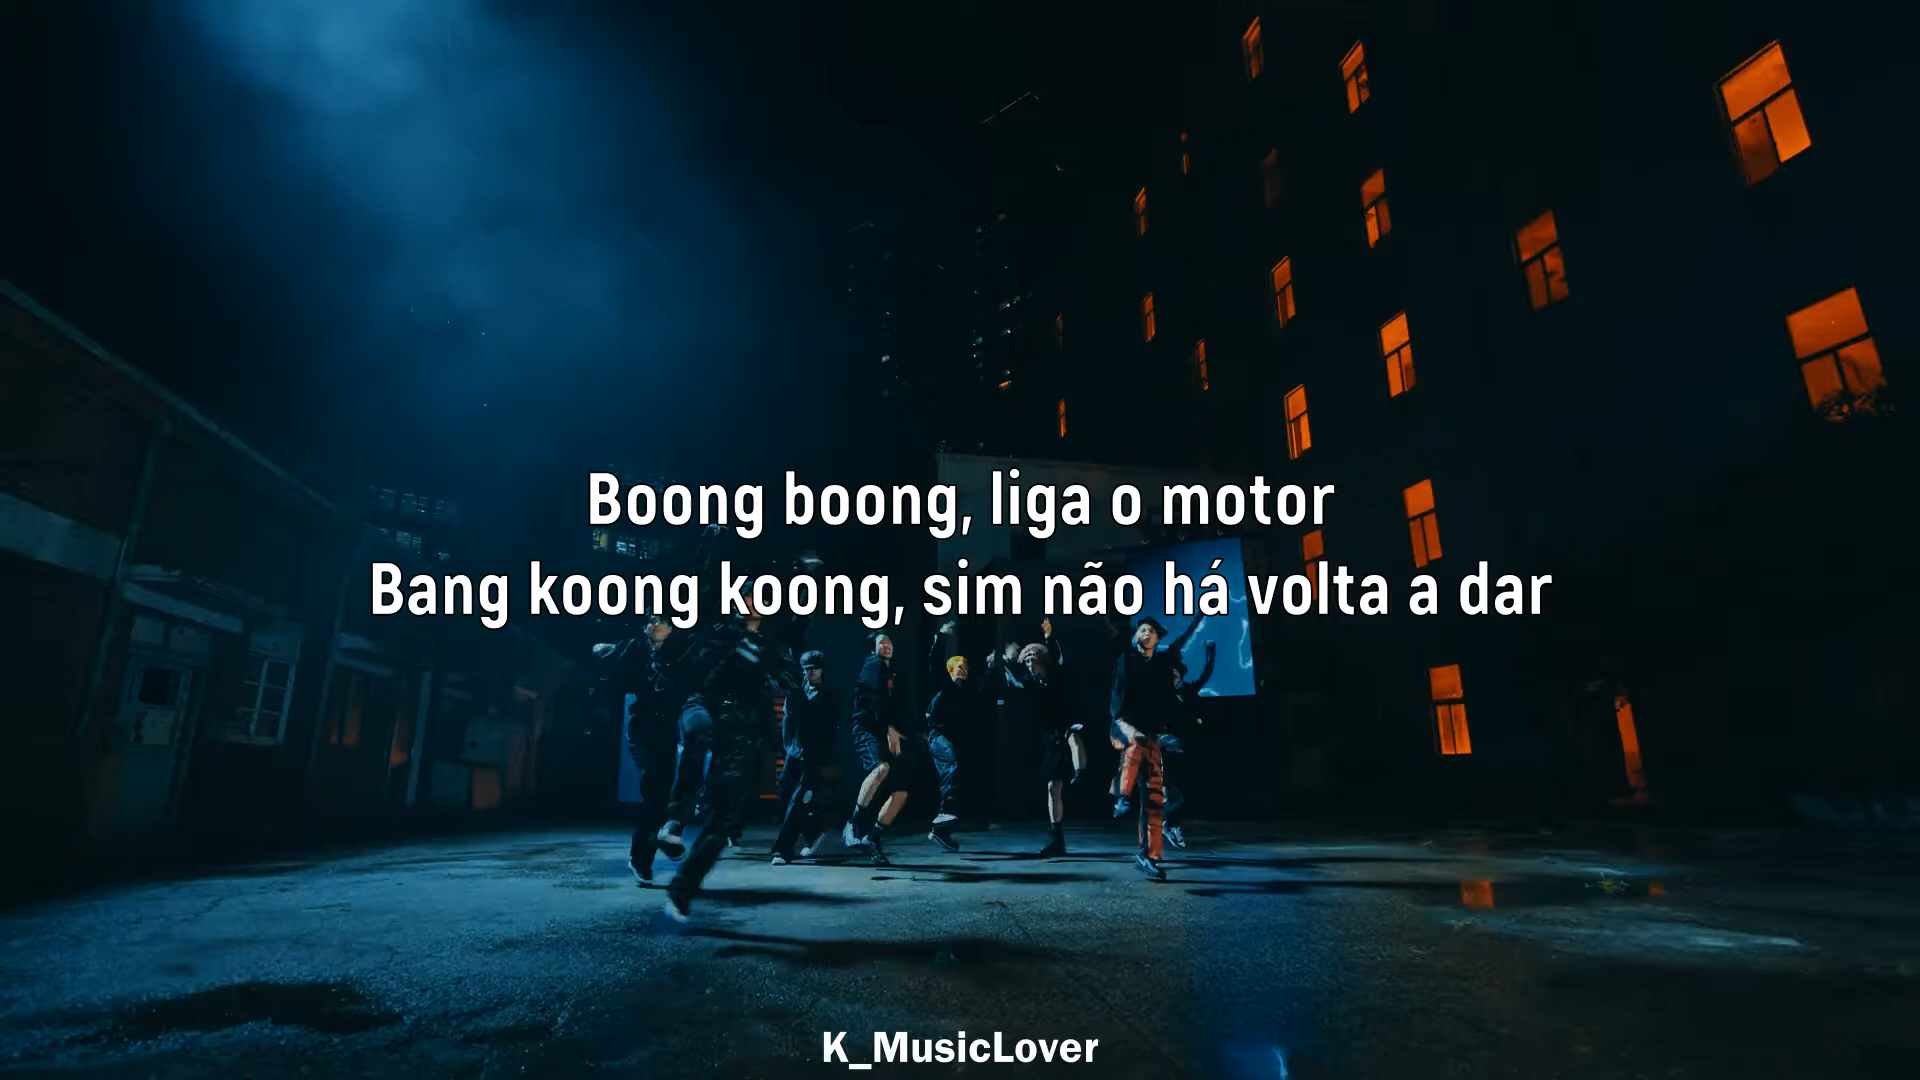 Boong boong, liga o motor
Bang koong koong, sim não há volta a dar
K_MusicLover